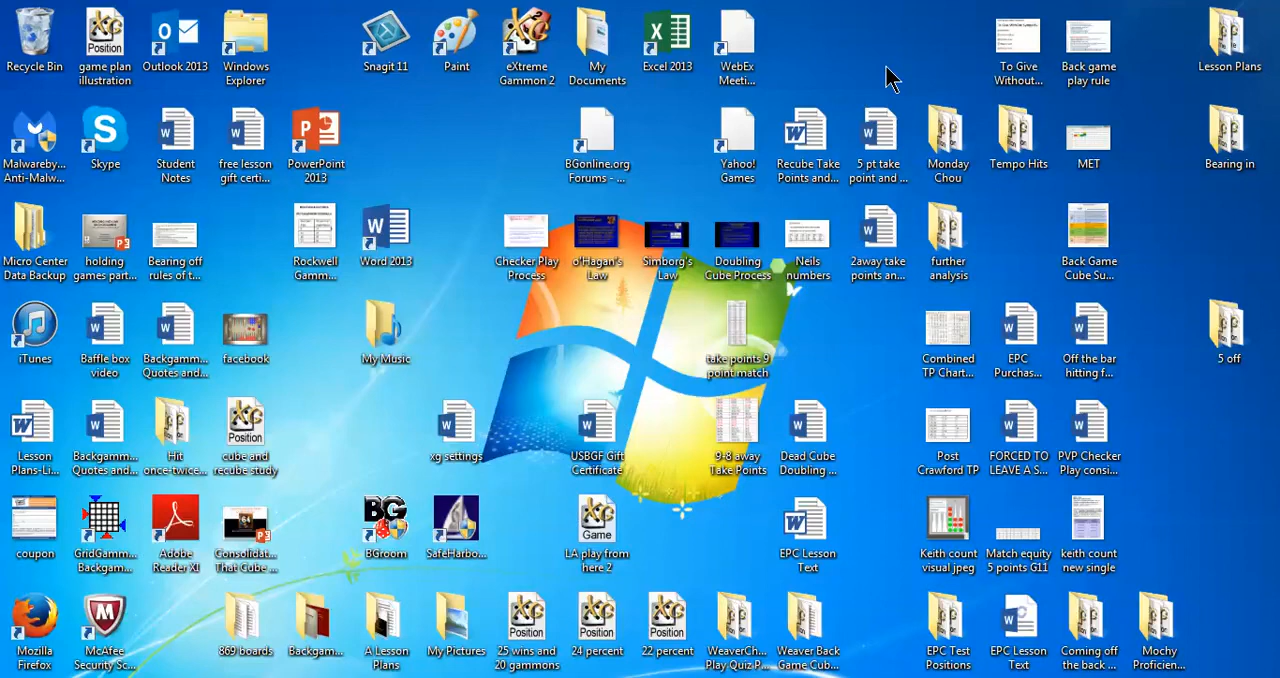 Recycle Bin
game plan
illustration
Outlook 2013
Windows
Explorer
Snagit 11
Paint
eXtreme
Gammon 2
My
Documents
Excel 2013
WebEx
Meeti...
To Give
Without...
Back game
play rule
Lesson Plans
Malwareby...
Anti-Malw...
Skype
Student
Notes
free lesson
gift certi...
PowerPoint
2013
BGonline.org
Forums - ...
Yahoo!
Games
Recube Take
Points and...
5 pt take
point and ...
Monday
Chou
Tempo Hits
MET
Bearing in
Micro Center
Data Backup
holding
games part...
Bearing off
rules of t...
Rockwell
Gamm...
Word 2013
Checker Play
Process
o'Hagan's
Law
Simborg's
Law
Doubling
Cube Process
Neils
numbers
2away take
points an...
further
analysis
Back Game
Cube Su...
iTunes
Baffle box
video
Backgamm...
Quotes and...
facebook
My Music
take points 9
point match
Combined
TP Chart...
EPC
Purchas...
Off the bar
hitting f...
5 off
Lesson
Plans-Li...
Backgamm...
Quotes and...
Hit
once-twice...
Position
cube and
recube study
xg settings
USBGF Gift
Certificate
9-8 away
Take Points
Dead Cube
Doubling ...
Post
Crawford TP
FORCED TO
LEAVE A S...
PVP Checker
Play consi...
coupon
GridGamm...
Backgam...
Adobe
Reader XI
Consolidat...
That Cube ...
BGroom
SafeHarbo...
Game
LA play from
here 2
EPC Lesson
Text
Keith count
visual jpeg
Match equity
5 points G11
keith count
new single
Mozilla
Firefox
McAfee
Security Sc...
869 boards
Backgam...
A Lesson
Plans
My Pictures
Position
25 wins and
20 gammons
Position
24 percent
Position
22 percent
WeaverCh...
Play Quiz P...
Weaver Back
Game Cub...
EPC Test
Positions
EPC Lesson
Text
Coming off
the back ...
Mochy
Proficien...